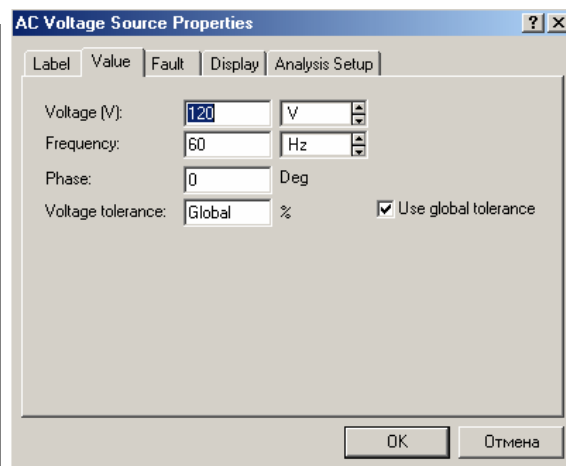 AC Voltage Source Properties
Label Value Fault Display Analysis Setup
Voltage (V): 120 V
Frequency: 60 Hz
Phase: 0 Deg
Voltage tolerance: Global % Use global tolerance
OK Отмена